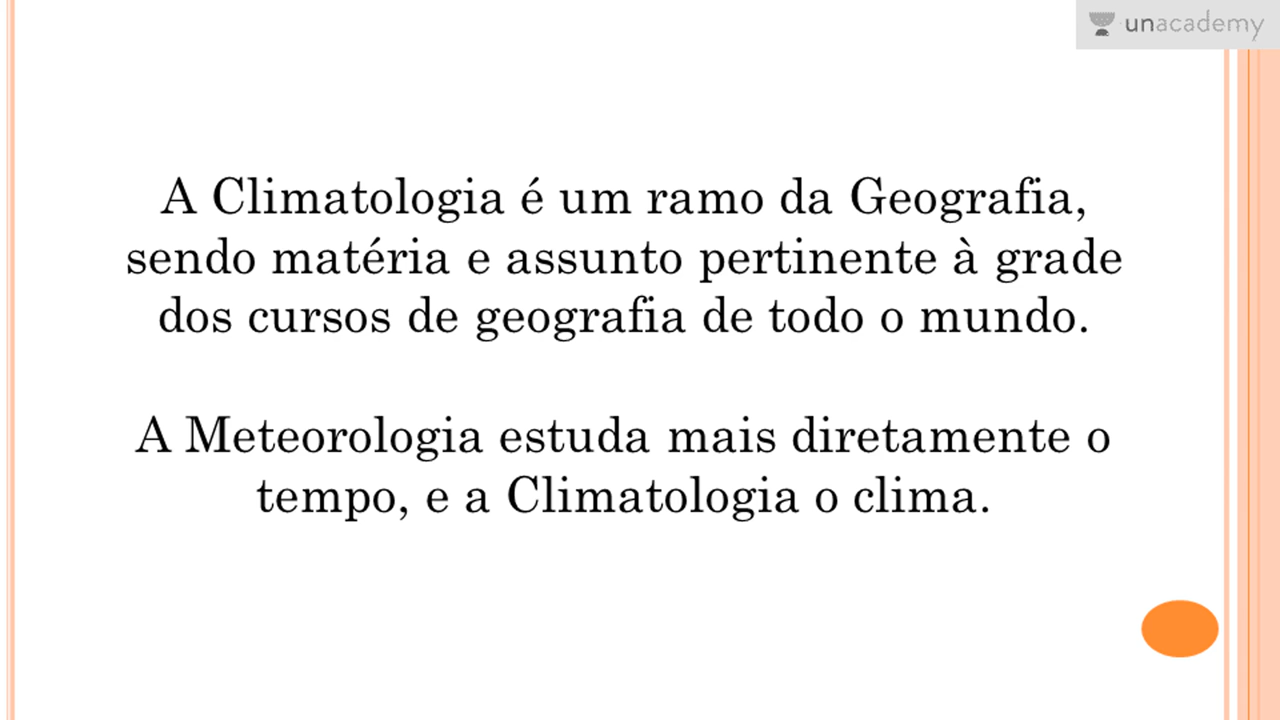 unacademy
A Climatologia é um ramo da Geografia,
sendo matéria e assunto pertinente à grade
dos cursos de geografia de todo o mundo.
A Meteorologia estuda mais diretamente o
tempo, e a Climatologia o clima.